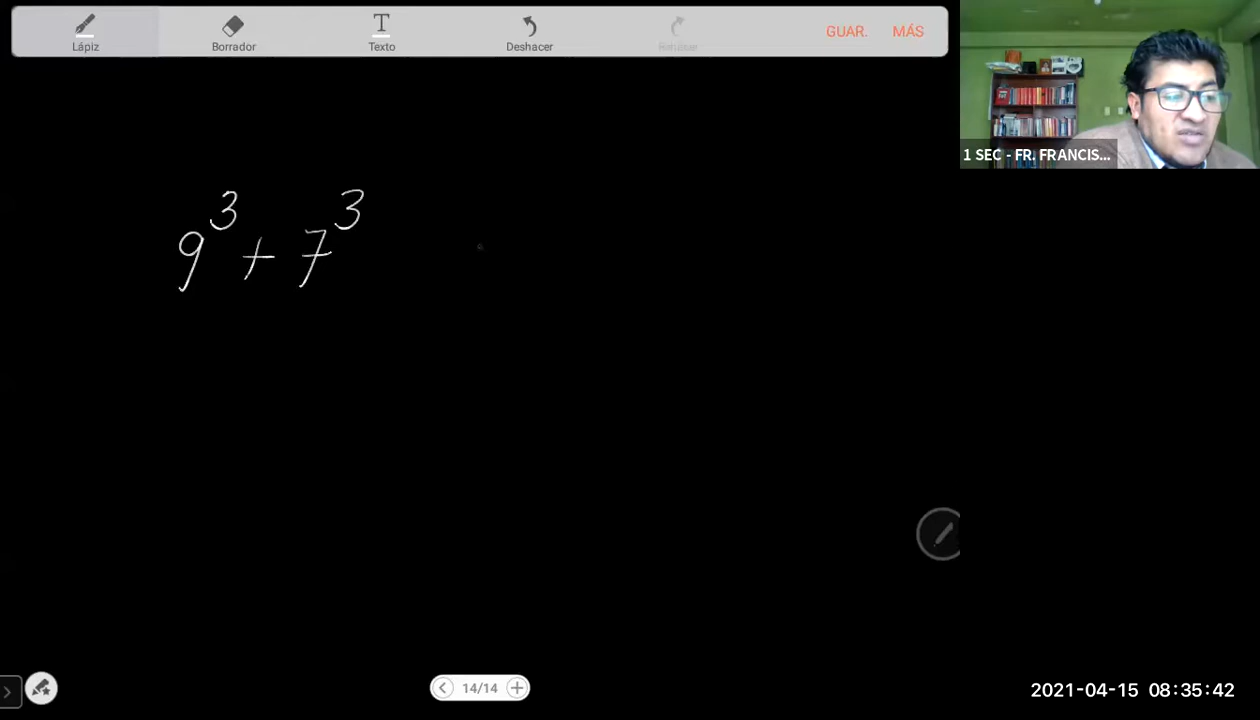 Lápiz Borrador Texto Deshacer Rehacer GUAR. MÁS
1 SEC - FR. FRANCIS...
9³ + 7³
14/14
2021-04-15 08:35:42